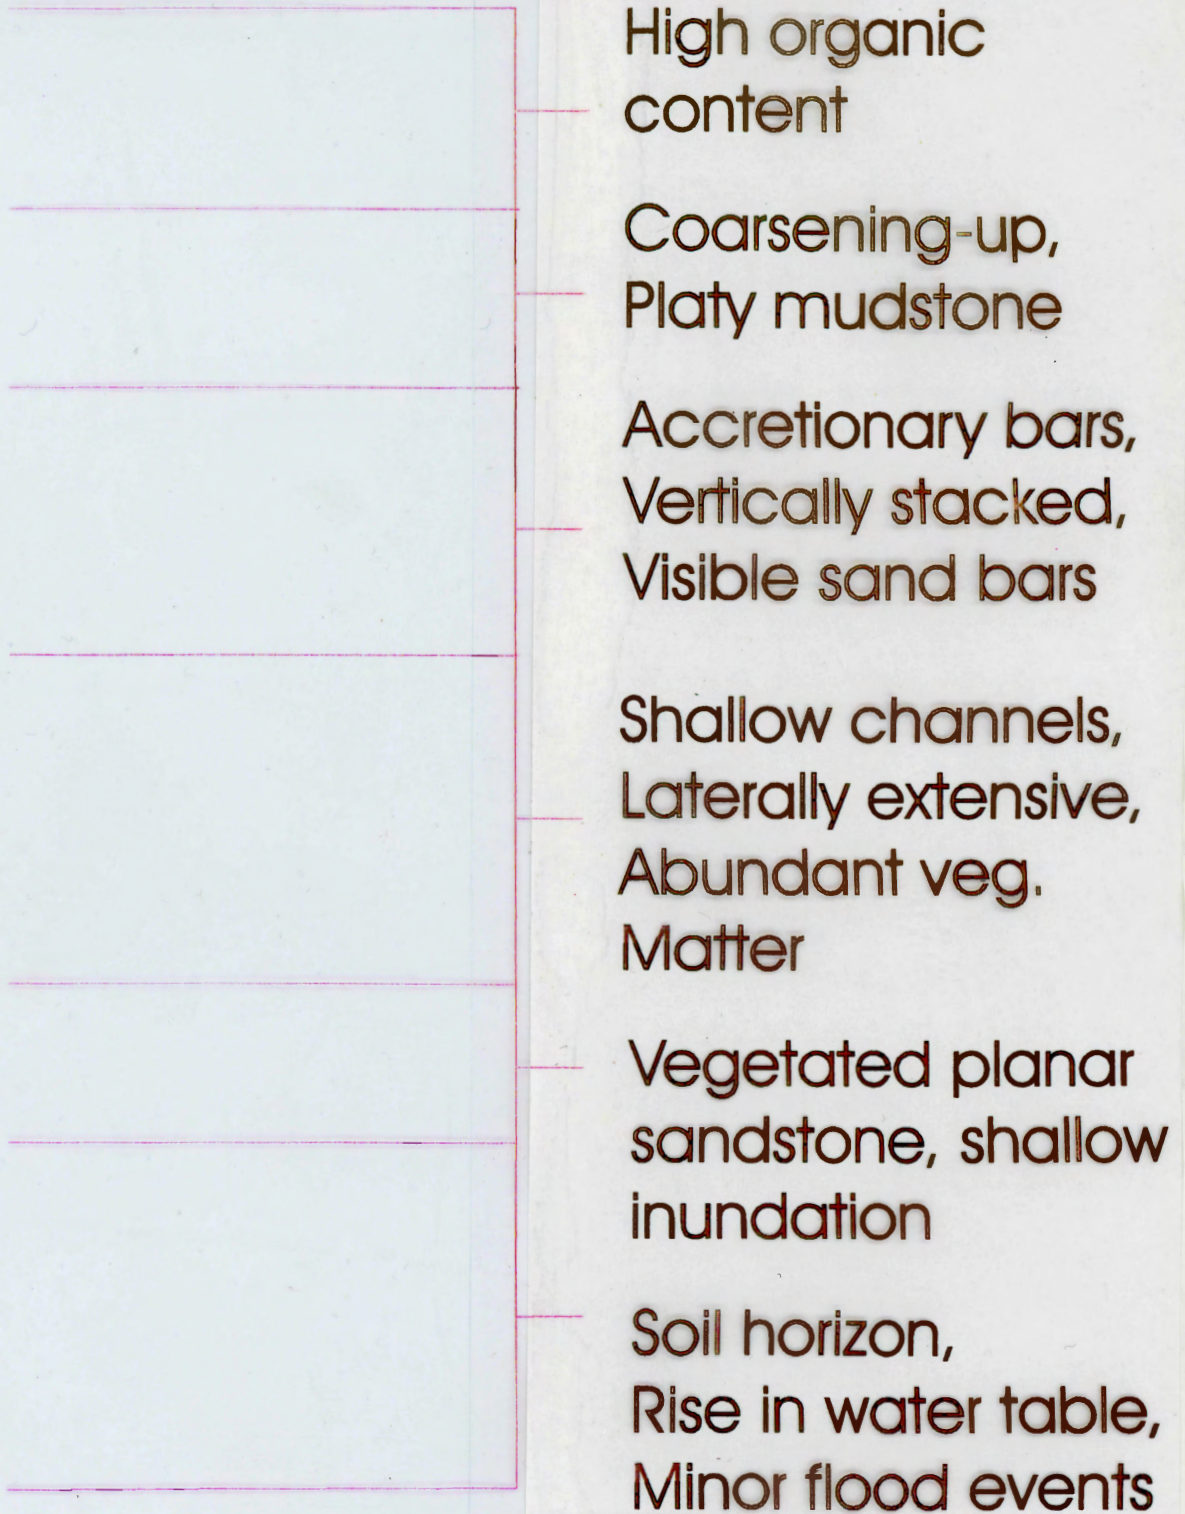 High organic
content
Coarsening-up,
Platy mudstone
Accretionary bars,
Vertically stacked,
Visible sand bars
Shallow channels,
Laterally extensive,
Abundant veg.
Matter
Vegetated planar
sandstone, shallow
inundation
Soil horizon,
Rise in water table,
Minor flood events